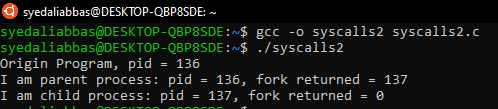 syedaliabbas@DESKTOP-QBP8SDE: ~
syedaliabbas@DESKTOP-QBP8SDE:~$ gcc -o syscalls2 syscalls2.c
syedaliabbas@DESKTOP-QBP8SDE:~$ ./syscalls2
Origin Program, pid = 136
I am parent process: pid = 136, fork returned = 137
I am child process: pid = 137, fork returned = 0